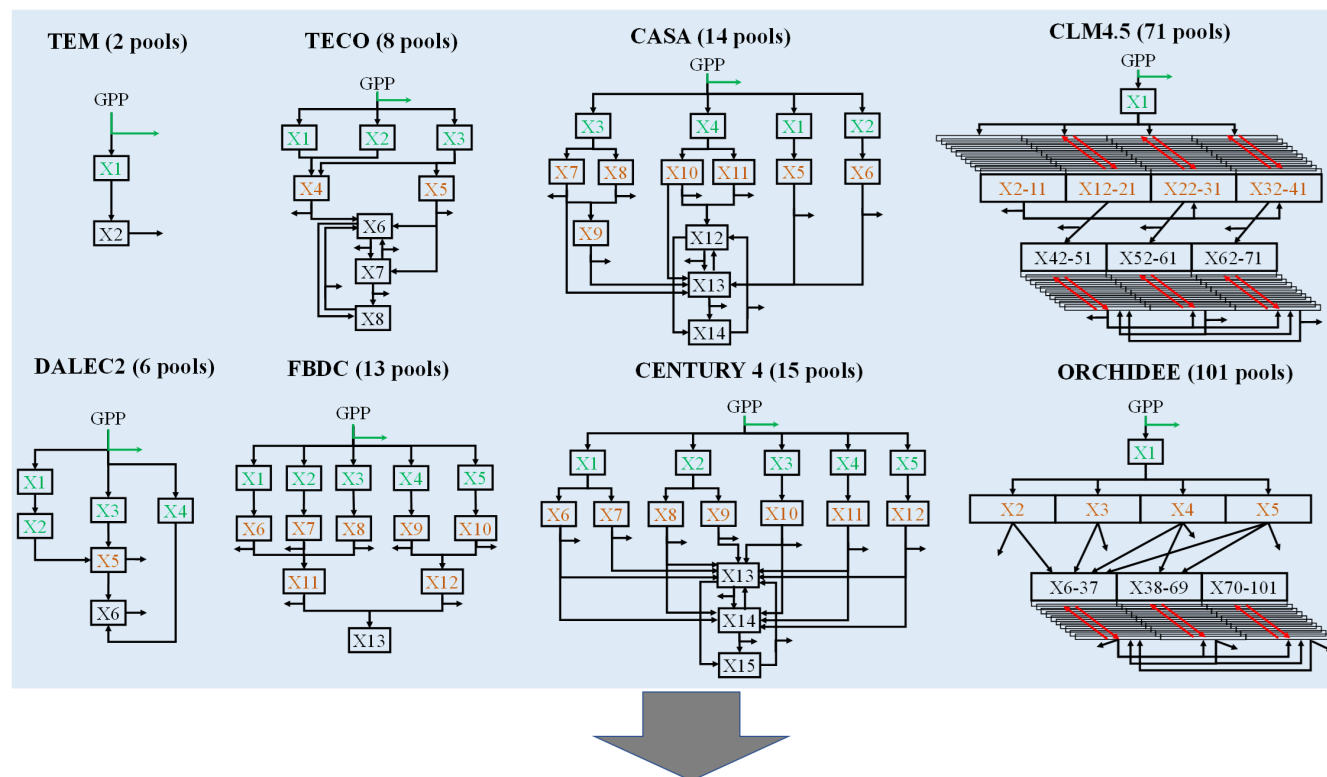 TEM (2 pools)
GPP
X1
X2
TECO (8 pools)
GPP
X1 X2 X3
X4 X5
X6
X7
X8
CASA (14 pools)
GPP
X3 X4 X1 X2
X7 X8 X10 X11 X5 X6
X9 X12
X13
X14
CLM4.5 (71 pools)
GPP
X1
X2-11 X12-21 X22-31 X32-41
X42-51 X52-61 X62-71
DALEC2 (6 pools)
GPP
X1
X3 X4
X2
X5
X6
FBDC (13 pools)
GPP
X1 X2 X3 X4 X5
X6 X7 X8 X9 X10
X11 X12
X13
CENTURY 4 (15 pools)
GPP
X1 X2 X3 X4 X5
X6 X7 X8 X9 X10 X11 X12
X13
X14
X15
ORCHIDEE (101 pools)
GPP
X1
X2 X3 X4 X5
X6-37 X38-69 X70-101